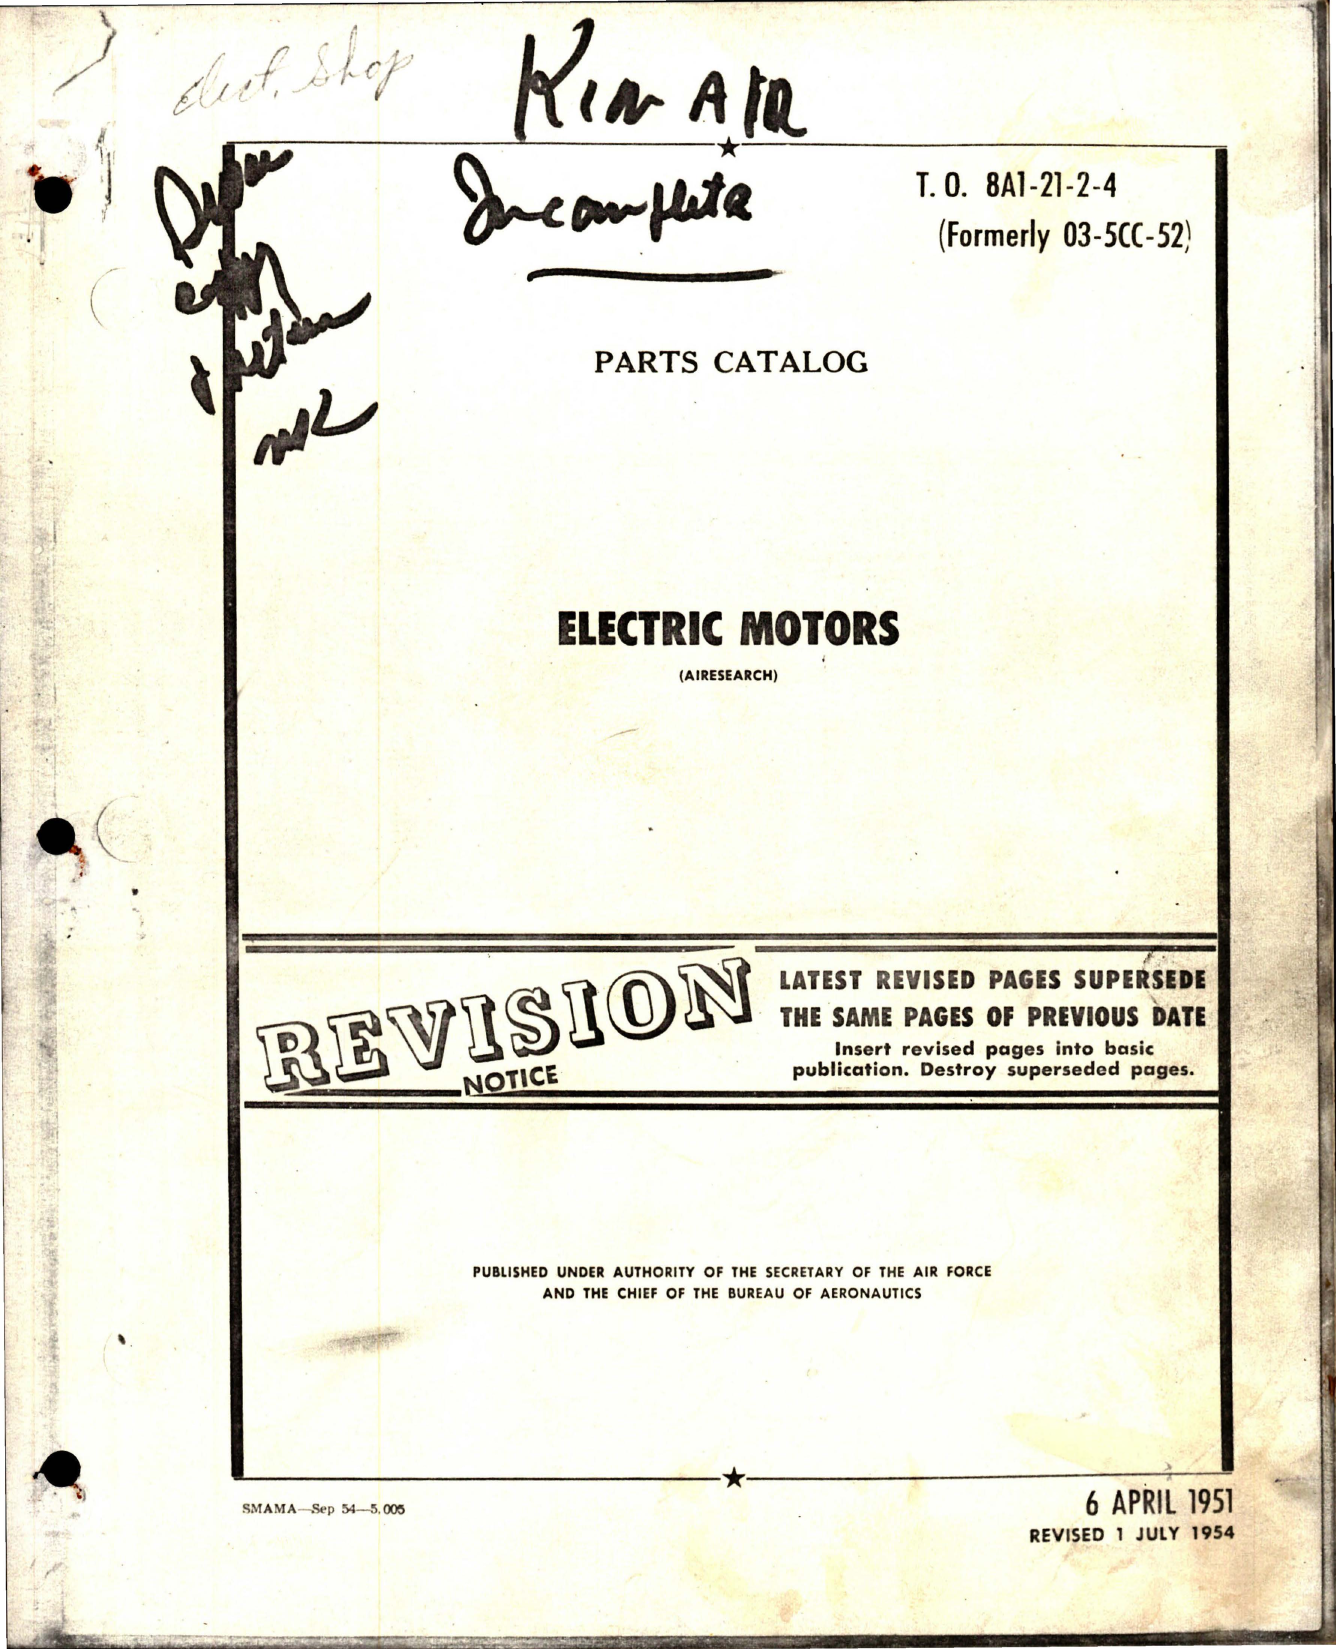 elect. Shop
KIN AIR
Incomplete
T. O. 8A1-21-2-4
(Formerly 03-5CC-52)
copy
return
PARTS CATALOG
ELECTRIC MOTORS
(AIRESEARCH)
REVISION
NOTICE
LATEST REVISED PAGES SUPERSEDE
THE SAME PAGES OF PREVIOUS DATE
Insert revised pages into basic
publication. Destroy superseded pages.
PUBLISHED UNDER AUTHORITY OF THE SECRETARY OF THE AIR FORCE
AND THE CHIEF OF THE BUREAU OF AERONAUTICS
SMAMA—Sep 54—5,005
6 APRIL 1951
REVISED 1 JULY 1954